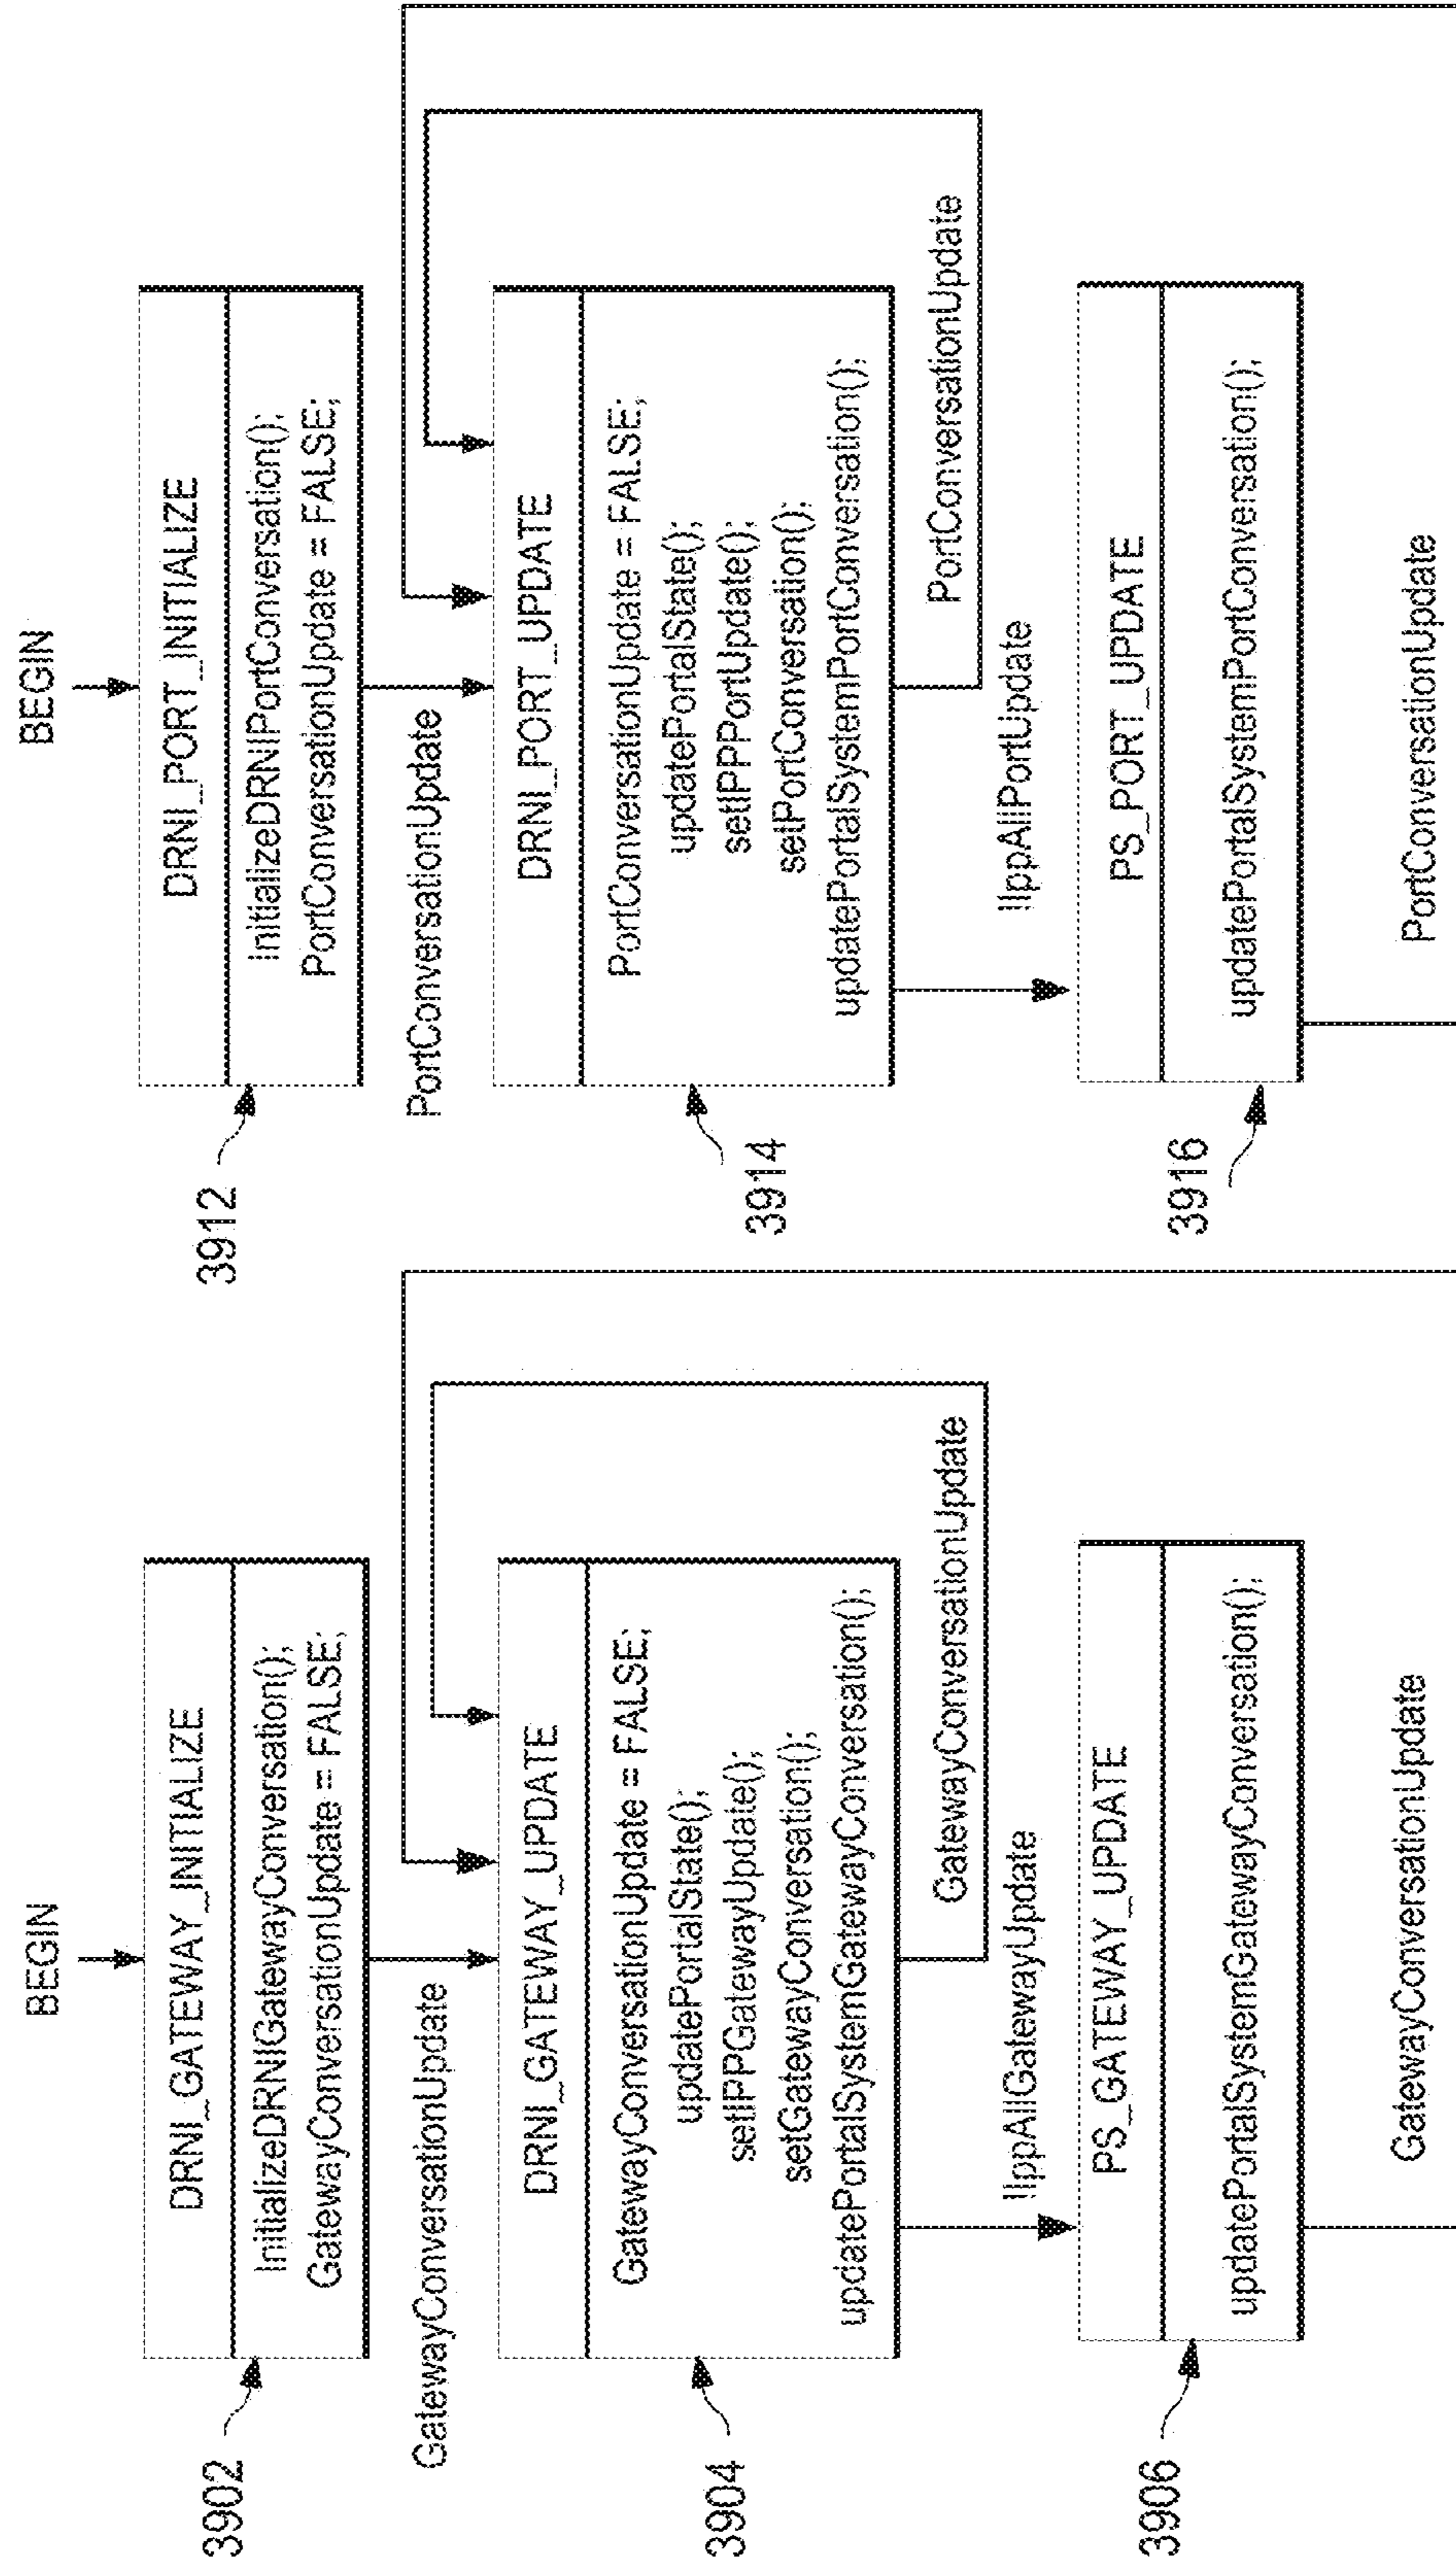 BEGIN
3902
DRNI_GATEWAY_INITIALIZE
InitializeDRNIGatewayConversation();
GatewayConversationUpdate = FALSE;
GatewayConversationUpdate
3904
DRNI_GATEWAY_UPDATE
GatewayConversationUpdate = FALSE;
updatePortalState();
setIPPGatewayUpdate();
setGatewayConversation();
updatePortalSystemGatewayConversation();
GatewayConversationUpdate
!IppAllGatewayUpdate
3906
PS_GATEWAY_UPDATE
updatePortalSystemGatewayConversation();
GatewayConversationUpdate
BEGIN
3912
DRNI_PORT_INITIALIZE
InitializeDRNIPortConversation();
PortConversationUpdate = FALSE;
PortConversationUpdate
3914
DRNI_PORT_UPDATE
PortConversationUpdate = FALSE;
updatePortalState();
setIPPPortUpdate();
setPortConversation();
updatePortalSystemPortConversation();
PortConversationUpdate
!IppAllPortUpdate
3916
PS_PORT_UPDATE
updatePortalSystemPortConversation();
PortConversationUpdate